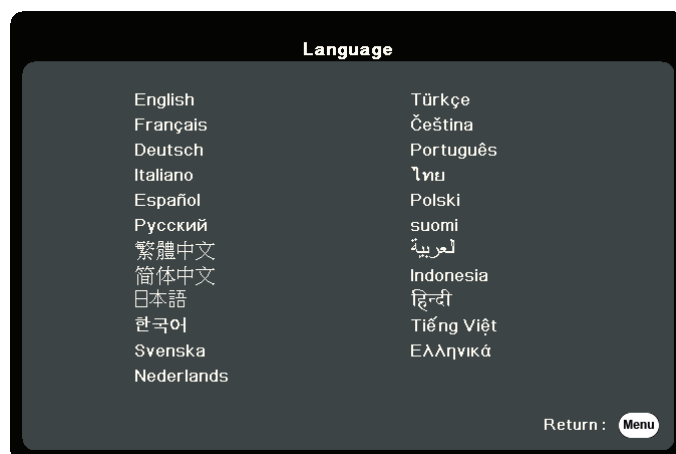 Language
English
Français
Deutsch
Italiano
Español
Русский
繁體中文
简体中文
日本語
한국어
Svenska
Nederlands
Türkçe
Čeština
Português
ไทย
Polski
suomi
العربية
Indonesia
हिन्दी
Tiếng Việt
Ελληνικά
Return : Menu